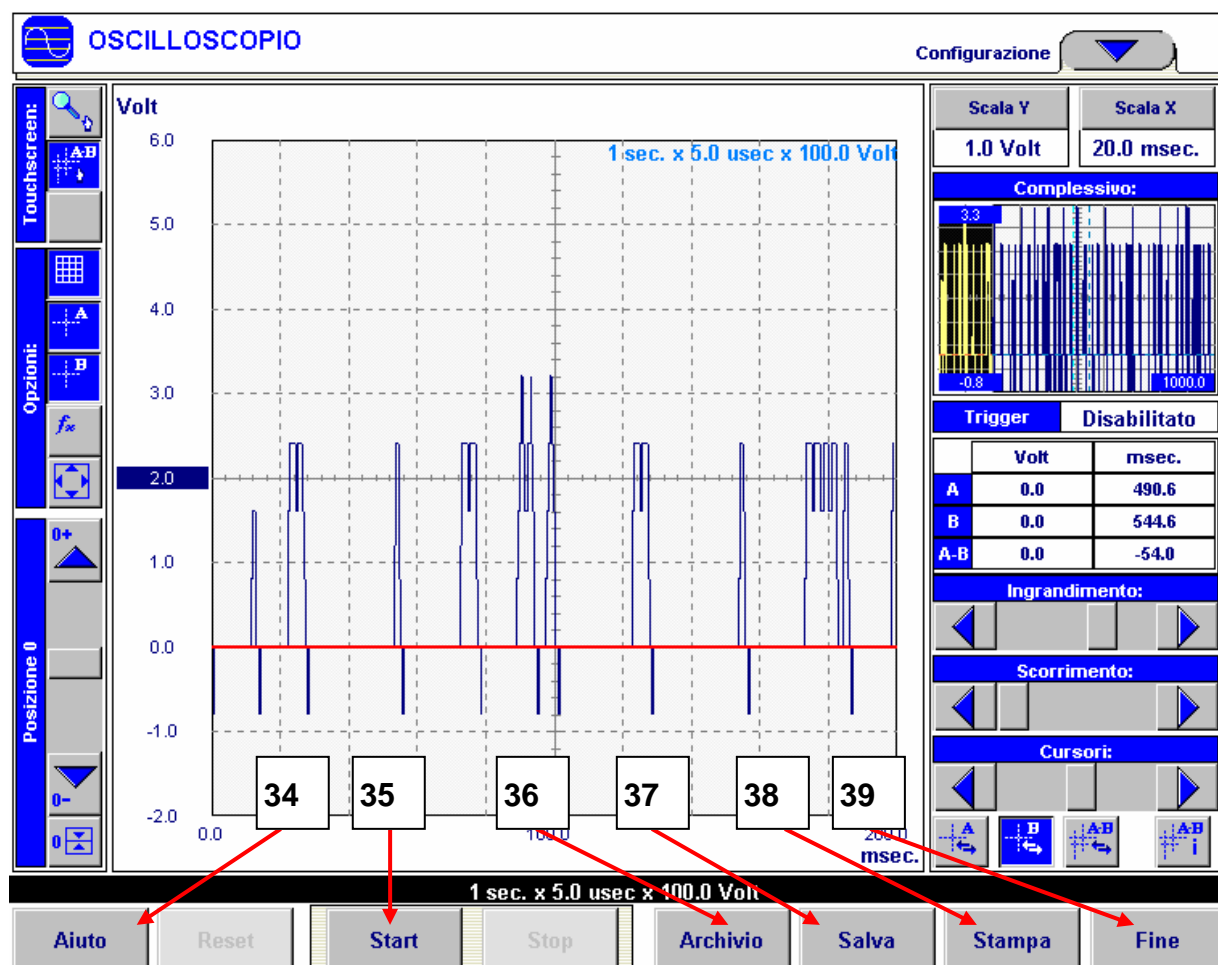 OSCILLOSCOPIO
Configurazione
Touchscreen:
A·B
Opzioni:
A
B
fx
Posizione 0
0+
0-
0
Volt
6.0
5.0
4.0
3.0
2.0
1.0
0.0
-1.0
-2.0
1 sec. x 5.0 usec x 100.0 Volt
0.0
100.0
200.0
msec.
Scala Y Scala X
1.0 Volt 20.0 msec.
Complessivo:
3.3
-0.8 1000.0
Trigger Disabilitato
Volt msec.
A 0.0 490.6
B 0.0 544.6
A-B 0.0 -54.0
Ingrandimento:
Scorrimento:
Cursori:
A B A·B A·B i
34 35 36 37 38 39
1 sec. x 5.0 usec x 100.0 Volt
Aiuto Reset Start Stop Archivio Salva Stampa Fine